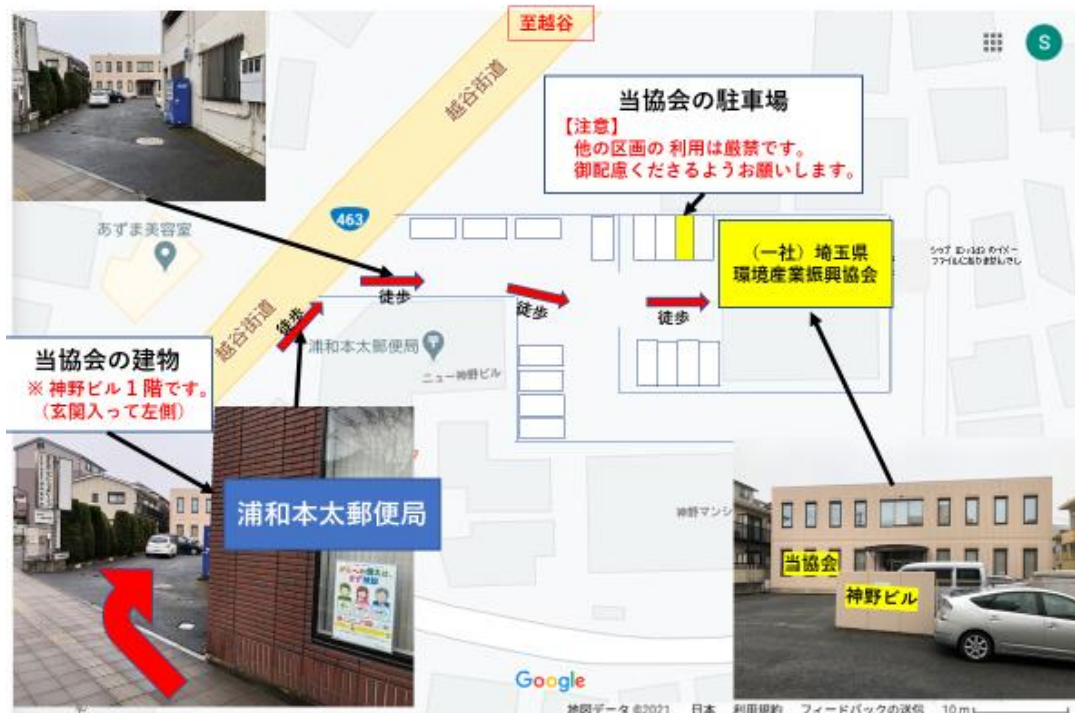 至越谷
越谷街道
S
当協会の駐車場
【注意】
他の区画の 利用は厳禁です。
御配慮くださるようお願いします。
463
あずま美容室
(一社)埼玉県
環境産業振興協会
徒歩
徒歩
徒歩
徒歩
越谷街道
浦和本太郵便局
ニュー神野ビル
当協会の建物
※ 神野ビル１階です。
(玄関入って左側)
浦和本太郵便局
神野マンシ
当協会
神野ビル
Google
地図データ ©2021 日本 利用規約 フィードバックの送信 10 m